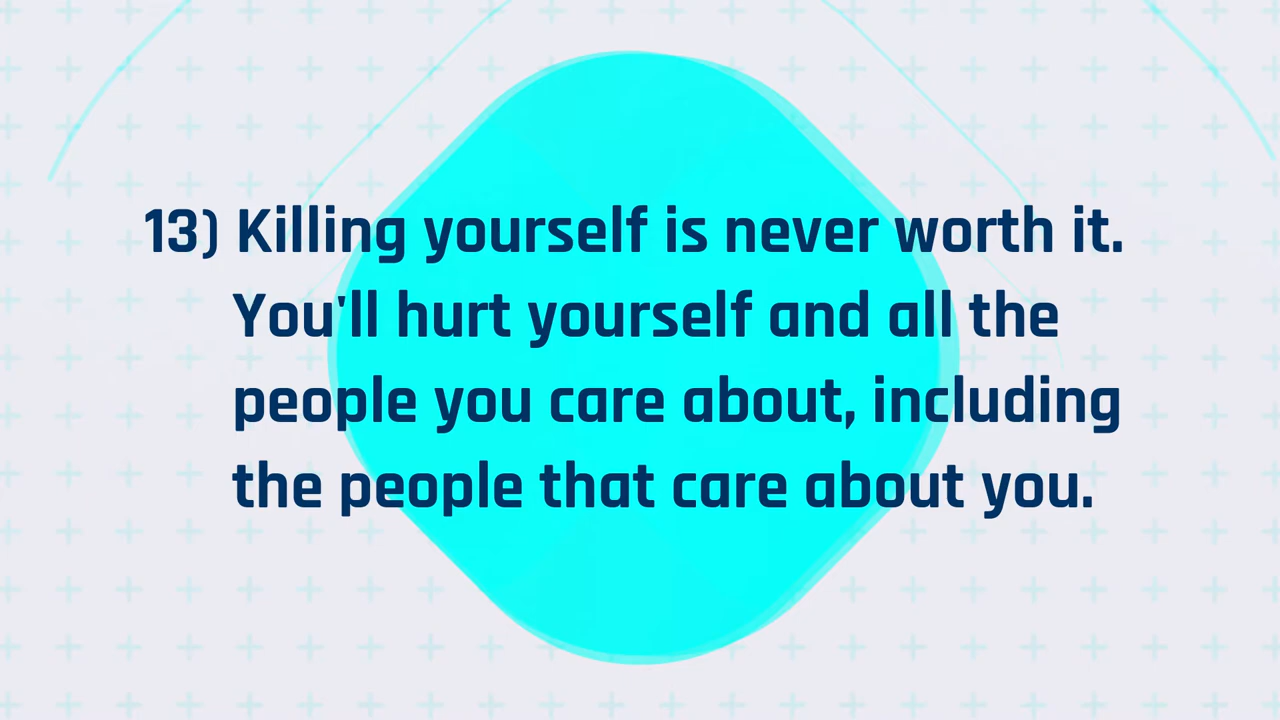 13) Killing yourself is never worth it.
You'll hurt yourself and all the
people you care about, including
the people that care about you.